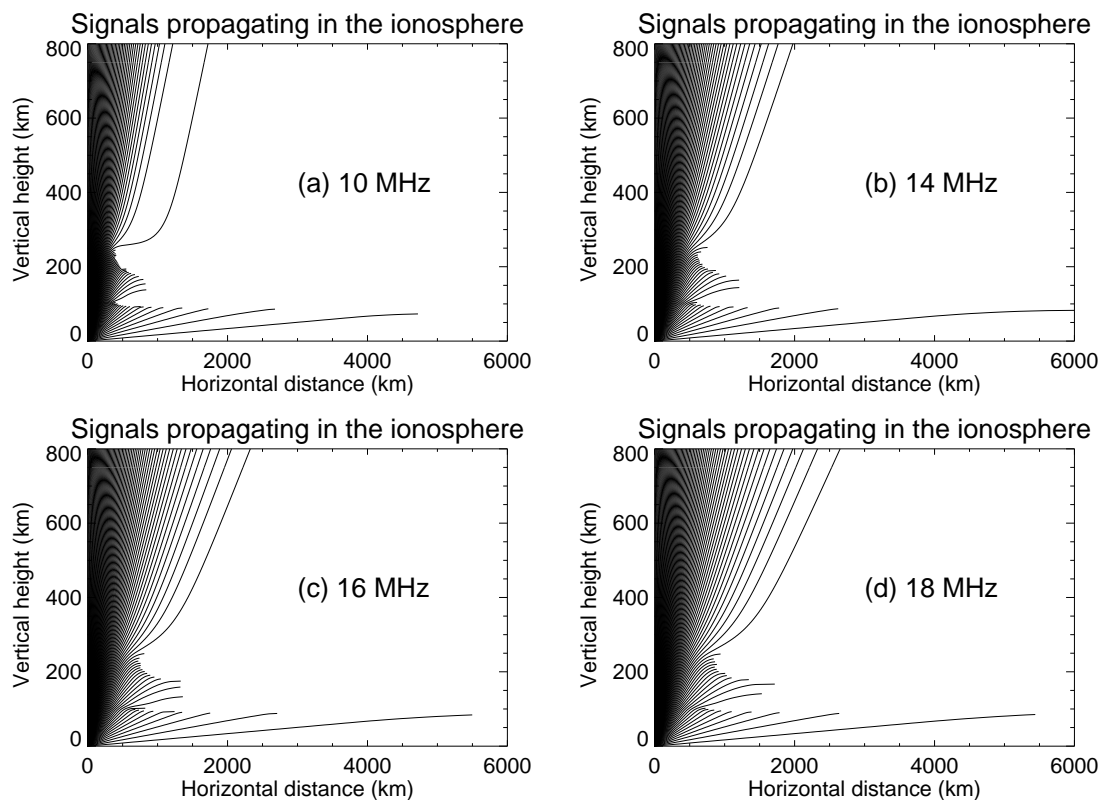 Signals propagating in the ionosphere
800
600
400
200
0
Vertical height (km)
(a) 10 MHz
0 2000 4000 6000
Horizontal distance (km)
Signals propagating in the ionosphere
800
600
400
200
0
Vertical height (km)
(b) 14 MHz
0 2000 4000 6000
Horizontal distance (km)
Signals propagating in the ionosphere
800
600
400
200
0
Vertical height (km)
(c) 16 MHz
0 2000 4000 6000
Horizontal distance (km)
Signals propagating in the ionosphere
800
600
400
200
0
Vertical height (km)
(d) 18 MHz
0 2000 4000 6000
Horizontal distance (km)